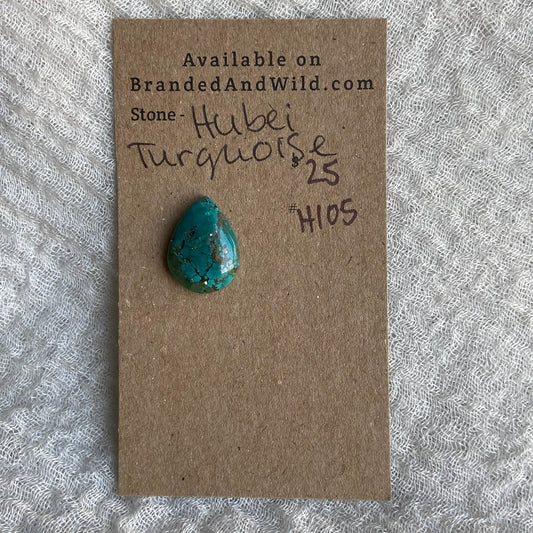 Available on
BrandedAndWild.com
Stone - Hubei
Turquoise
$ 25
# H105